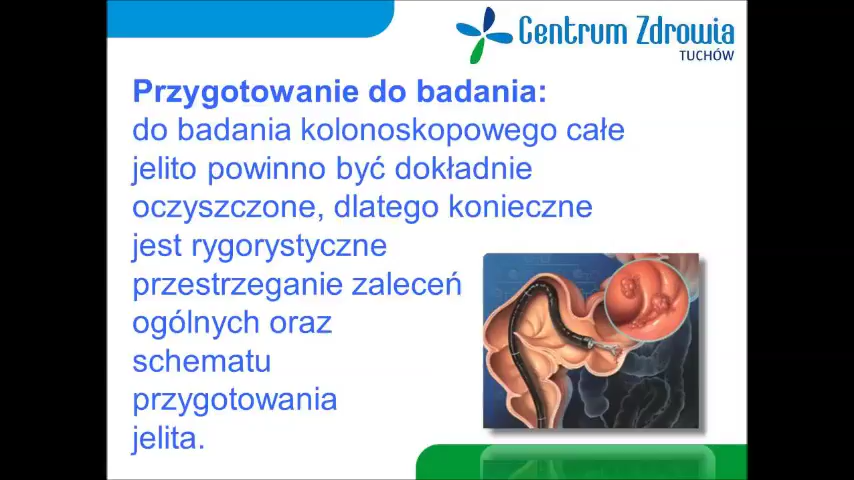 Centrum Zdrowia
TUCHÓW
Przygotowanie do badania:
do badania kolonoskopowego całe
jelito powinno być dokładnie
oczyszczone, dlatego konieczne
jest rygorystyczne
przestrzeganie zaleceń
ogólnych oraz
schematu
przygotowania
jelita.